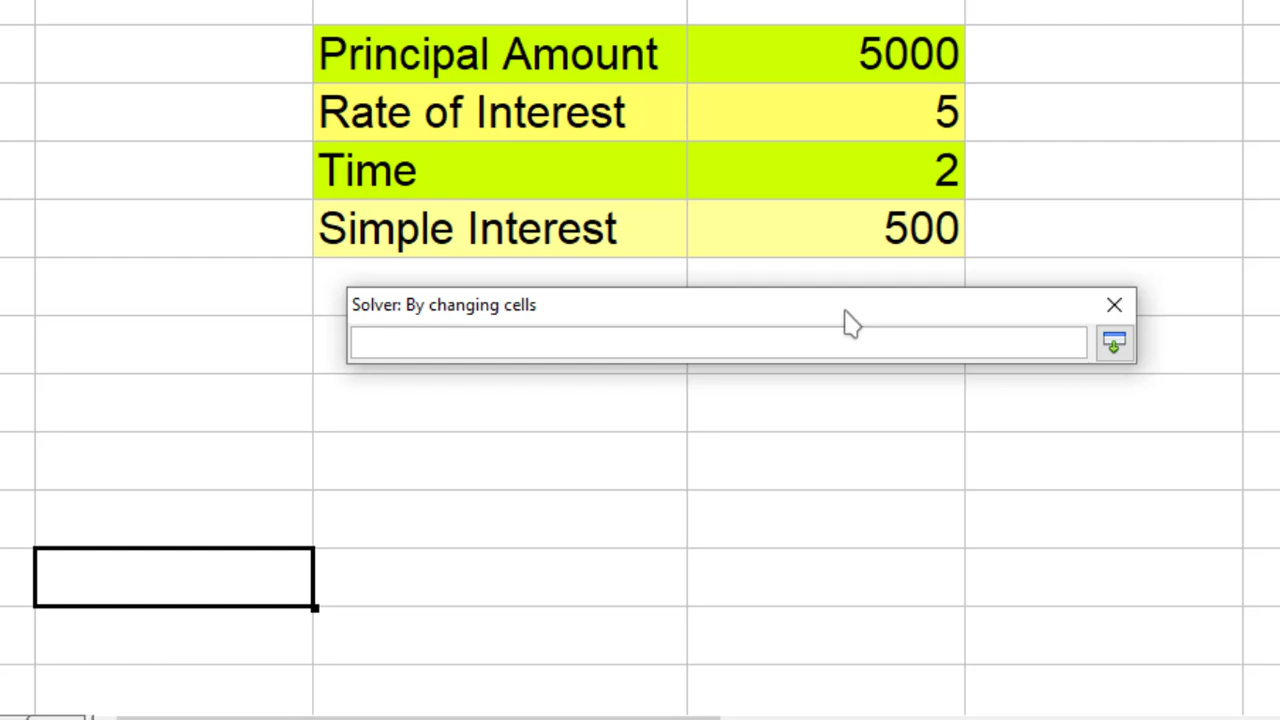 Principal Amount 5000
Rate of Interest 5
Time 2
Simple Interest 500
Solver: By changing cells